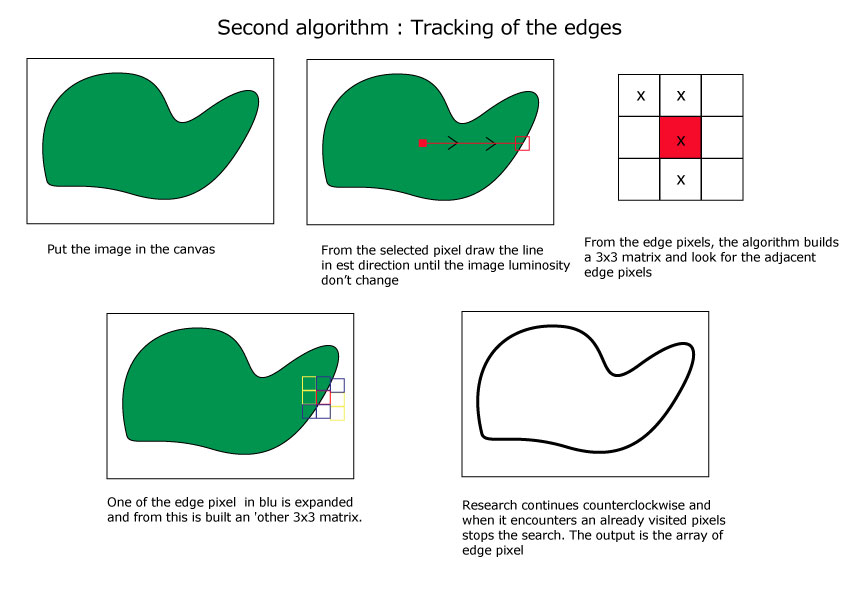 Second algorithm : Tracking of the edges
Put the image in the canvas
From the selected pixel draw the line
in est direction until the image luminosity
don't change
x x
x
x
From the edge pixels, the algorithm builds
a 3x3 matrix and look for the adjacent
edge pixels
One of the edge pixel  in blu is expanded
and from this is built an 'other 3x3 matrix.
Research continues counterclockwise and
when it encounters an already visited pixels
stops the search. The output is the array of
edge pixel